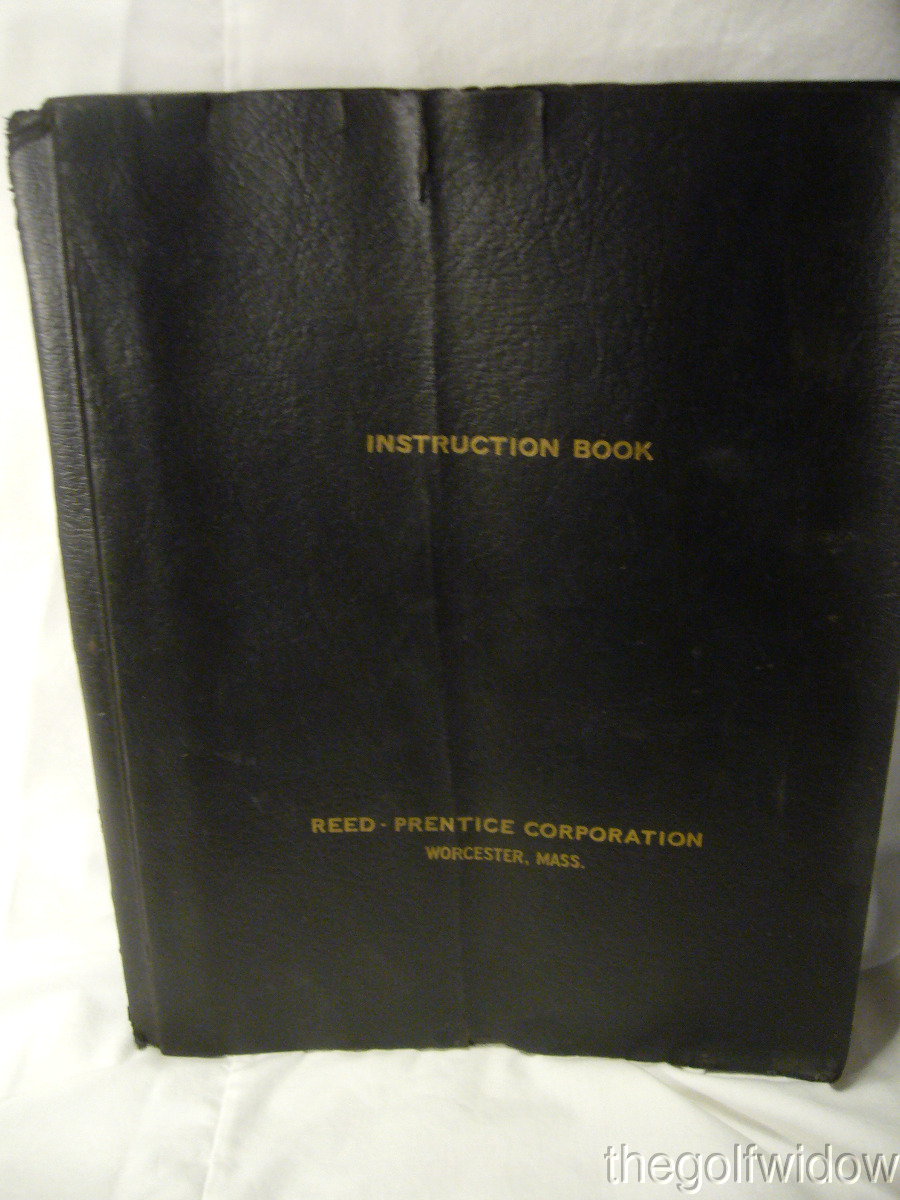 INSTRUCTION BOOK
REED - PRENTICE CORPORATION
WORCESTER, MASS.
thegolfwidow